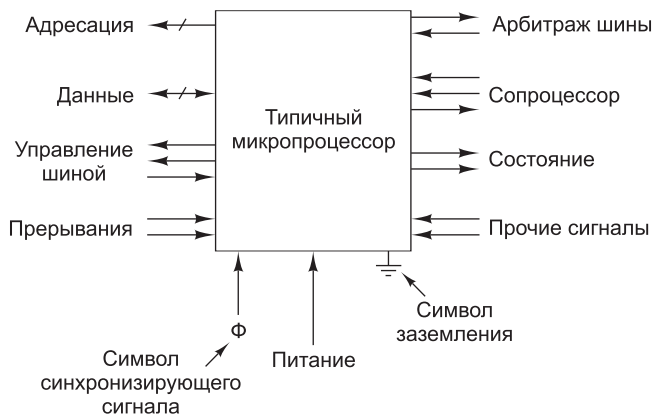 Адресация
Данные
Управление
шиной
Прерывания
Типичный
микропроцессор
Арбитраж шины
Сопроцессор
Состояние
Прочие сигналы
Ф
Символ
синхронизирующего
сигнала
Питание
Символ
заземления